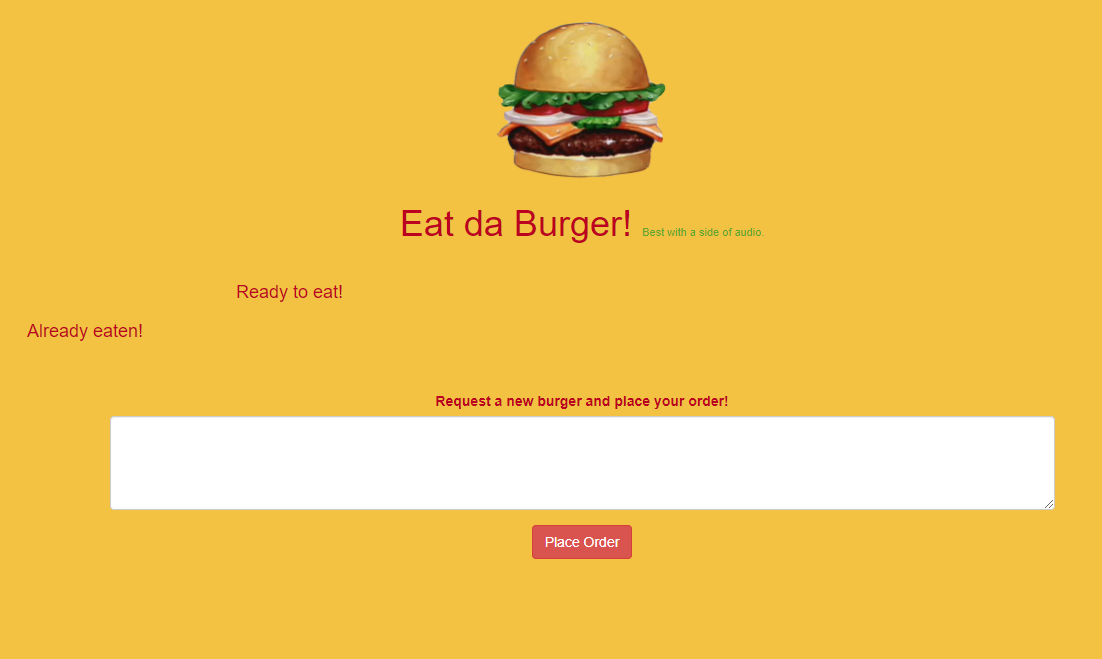 Eat da Burger! Best with a side of audio.
Ready to eat!
Already eaten!
Request a new burger and place your order!
Place Order